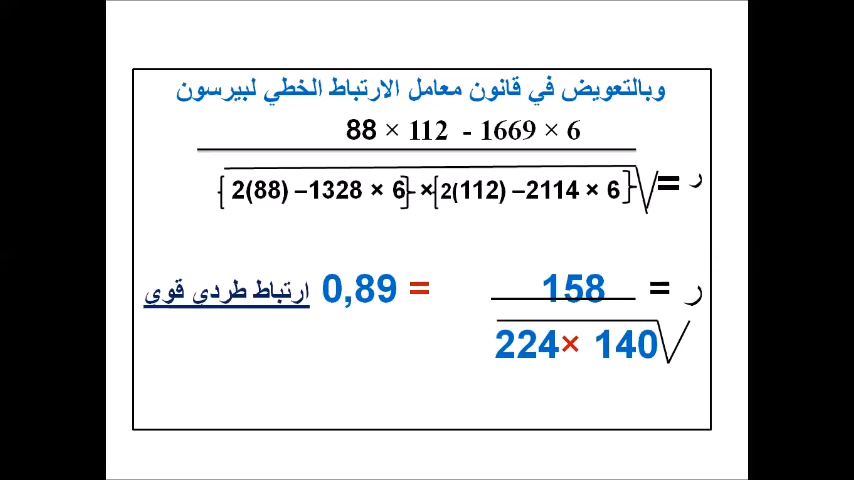 وبالتعويض في قانون معامل الارتباط الخطي لبيرسون
88 × 112 - 1669 × 6
ر = √ [2(88) – 1328 × 6] × [2(112) – 2114 × 6]
ر = 158 = 0,89 ارتباط طردي قوي
√ 224 × 140